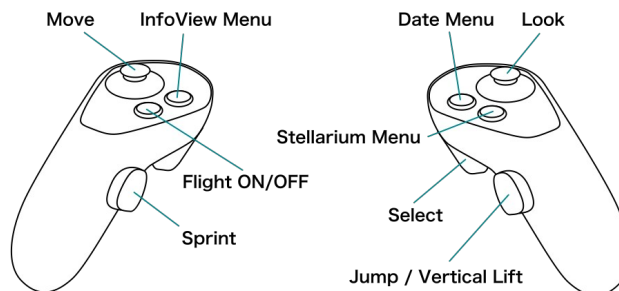 Move
InfoView Menu
Date Menu
Look
Stellarium Menu
Flight ON/OFF
Select
Sprint
Jump / Vertical Lift